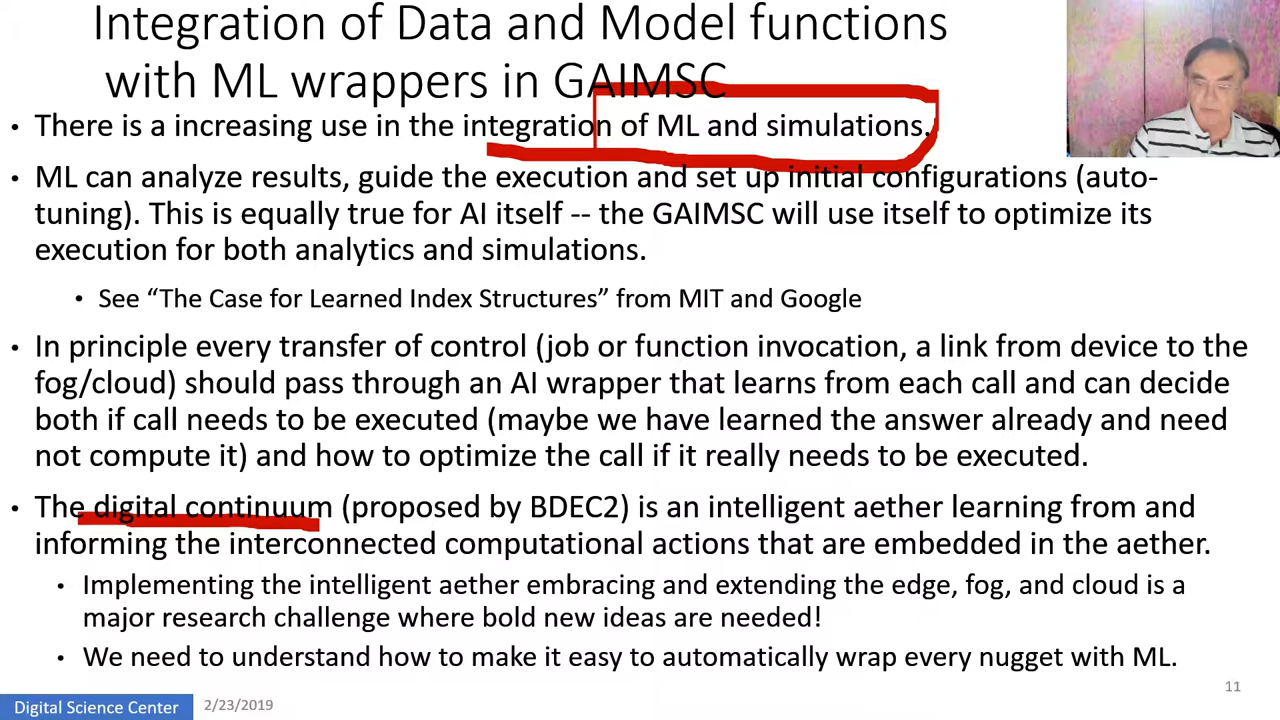 Integration of Data and Model functions
with ML wrappers in GAIMSC
• There is a increasing use in the integration of ML and simulations.
• ML can analyze results, guide the execution and set up initial configurations (auto-
tuning). This is equally true for AI itself -- the GAIMSC will use itself to optimize its
execution for both analytics and simulations.
• See “The Case for Learned Index Structures” from MIT and Google
• In principle every transfer of control (job or function invocation, a link from device to the
fog/cloud) should pass through an AI wrapper that learns from each call and can decide
both if call needs to be executed (maybe we have learned the answer already and need
not compute it) and how to optimize the call if it really needs to be executed.
• The digital continuum (proposed by BDEC2) is an intelligent aether learning from and
informing the interconnected computational actions that are embedded in the aether.
• Implementing the intelligent aether embracing and extending the edge, fog, and cloud is a
major research challenge where bold new ideas are needed!
• We need to understand how to make it easy to automatically wrap every nugget with ML.
11
Digital Science Center 2/23/2019